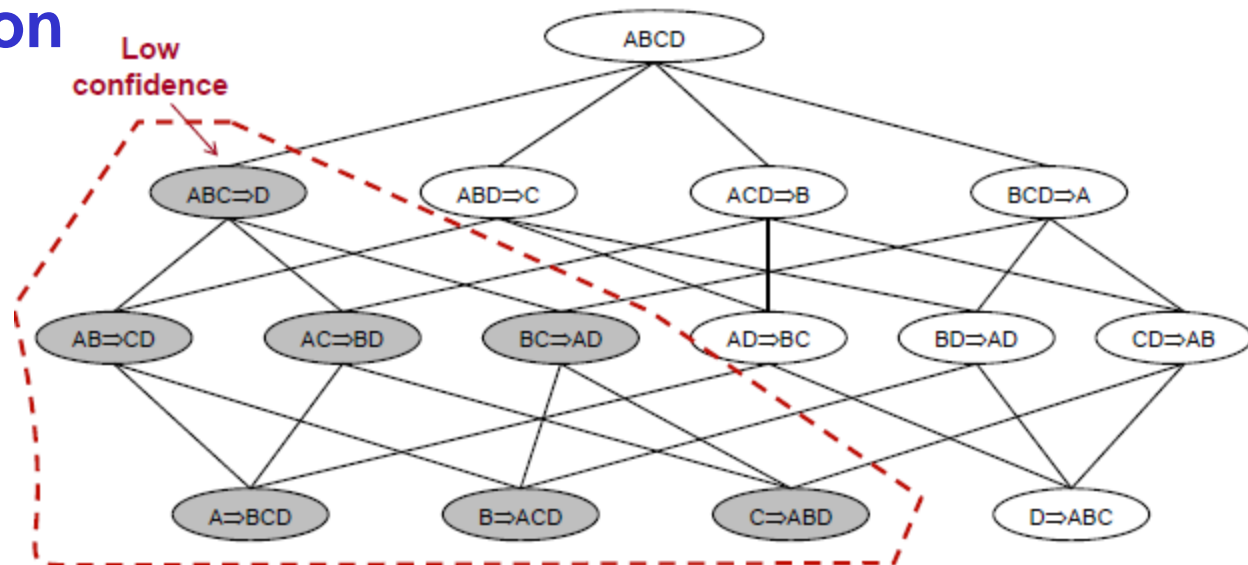 on
Low
confidence
ABCD
ABC⇒D
ABD⇒C
ACD⇒B
BCD⇒A
AB⇒CD
AC⇒BD
BC⇒AD
AD⇒BC
BD⇒AD
CD⇒AB
A⇒BCD
B⇒ACD
C⇒ABD
D⇒ABC